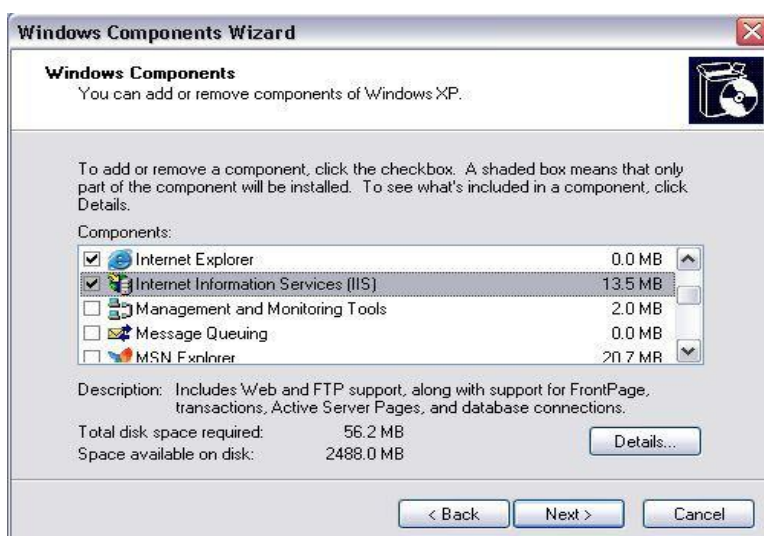 Windows Components Wizard
Windows Components
You can add or remove components of Windows XP.
To add or remove a component, click the checkbox. A shaded box means that only
part of the component will be installed. To see what's included in a component, click
Details.
Components:
Internet Explorer 0.0 MB
Internet Information Services (IIS) 13.5 MB
Management and Monitoring Tools 2.0 MB
Message Queuing 0.0 MB
MSN Explorer 20.7 MB
Description: Includes Web and FTP support, along with support for FrontPage,
transactions, Active Server Pages, and database connections.
Total disk space required: 56.2 MB
Space available on disk: 2488.0 MB
Details...
< Back Next > Cancel